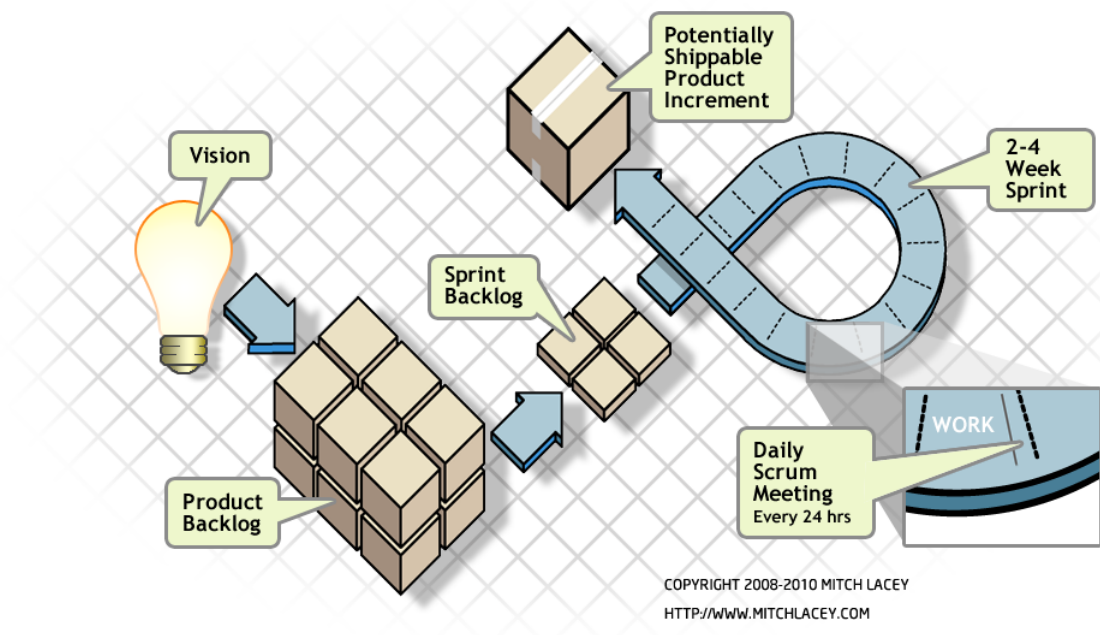 Potentially
Shippable
Product
Increment
Vision
2-4
Week
Sprint
Sprint
Backlog
WORK
Daily
Scrum
Meeting
Every 24 hrs
Product
Backlog
COPYRIGHT 2008-2010 MITCH LACEY
HTTP://WWW.MITCHLACEY.COM